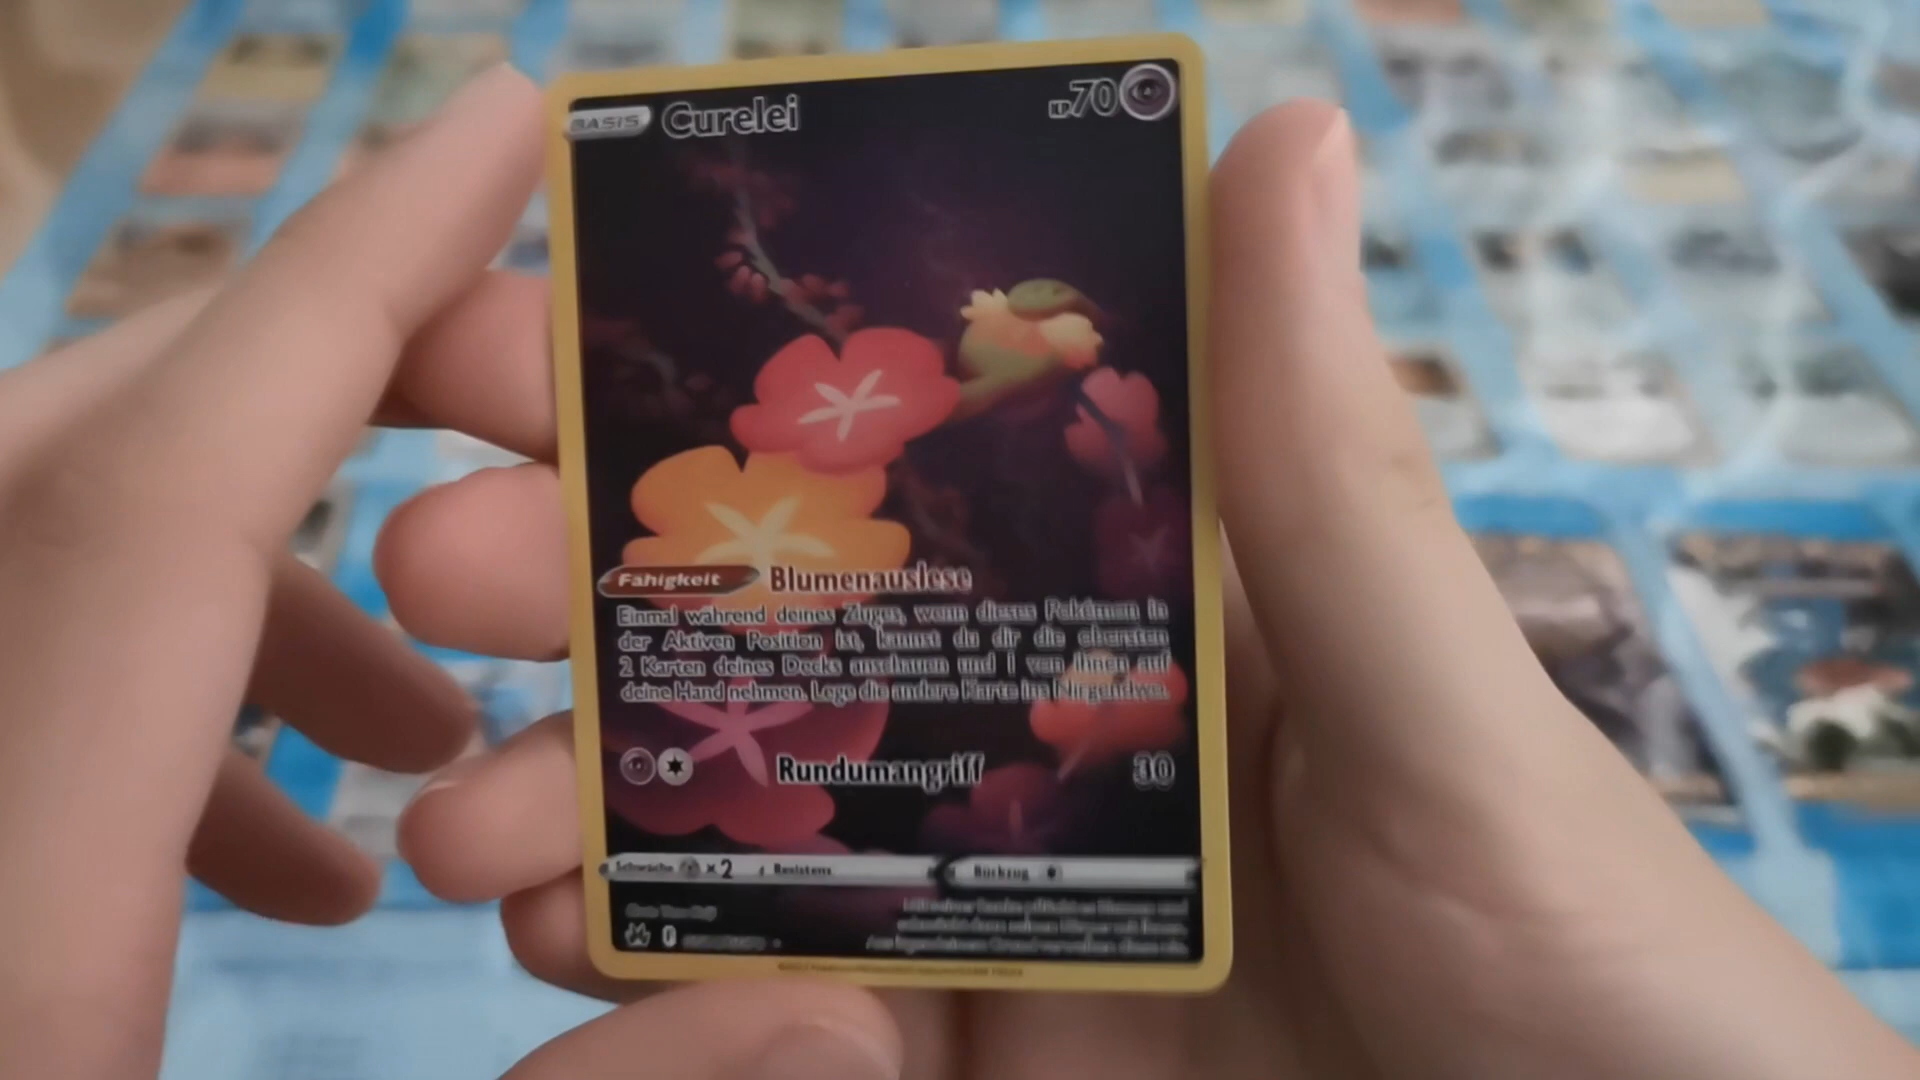 BASIS Curelei KP70
Fähigkeit Blumenauslese
Einmal während deines Zuges, wenn dieses Pokémon in
der Aktiven Position ist, kannst du dir die obersten
2 Karten deines Decks anschauen und 1 von ihnen auf
deine Hand nehmen. Lege die andere Karte ins Nirgendwo.
Rundumangriff 30
Schwäche ×2 Resistenz Rückzug
F